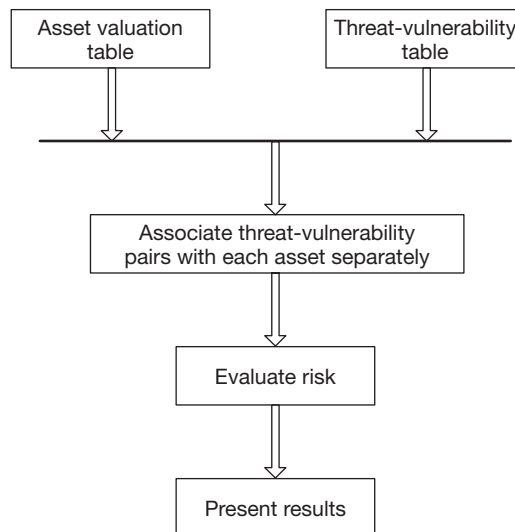 Asset valuation
table
Threat-vulnerability
table
Associate threat-vulnerability
pairs with each asset separately
Evaluate risk
Present results